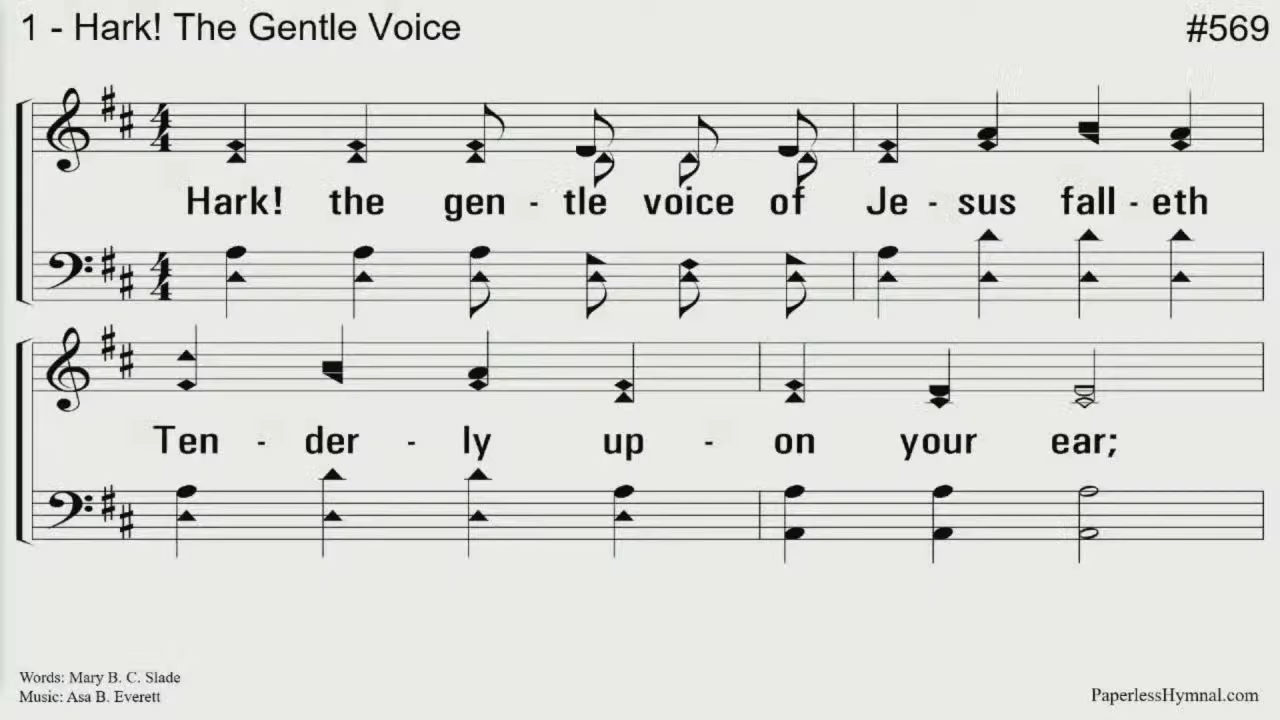 1 - Hark! The Gentle Voice
#569
Hark! the gen - tle voice of Je - sus fall - eth
Ten - der - ly up - on your ear;
Words: Mary B. C. Slade
Music: Asa B. Everett
PaperlessHymnal.com